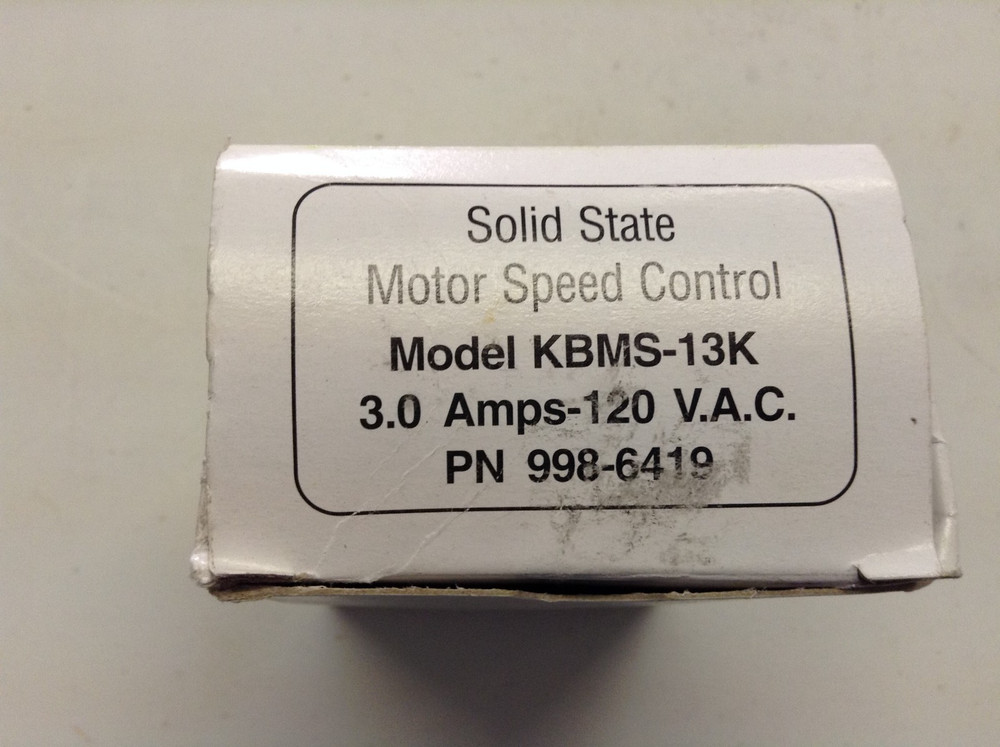 Solid State
Motor Speed Control
Model KBMS-13K
3.0 Amps-120 V.A.C.
PN 998-6419